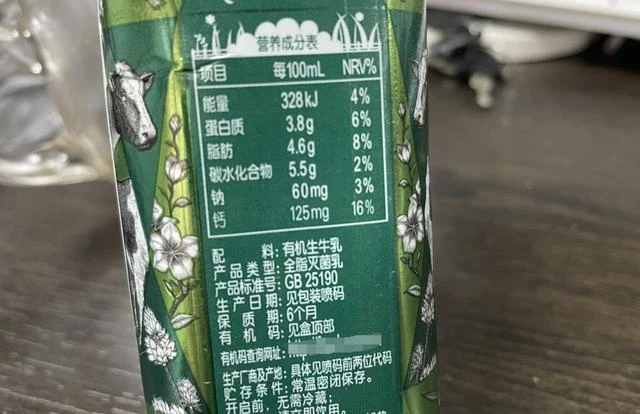 营养成分表
项目 每100mL NRV%
能量 328kJ 4%
蛋白质 3.8g 6%
脂肪 4.6g 8%
碳水化合物 5.5g 2%
钠 60mg 3%
钙 125mg 16%
配 料：有机生牛乳
产品类型：全脂灭菌乳
产品标准号：GB 25190
生产日期：见包装喷码
保质期：6个月
有机码：见盒顶部
有机码查询网址：
生产厂商及产地：具体见喷码前两位代码
贮存条件：常温密闭保存。
开启前，无需冷藏；